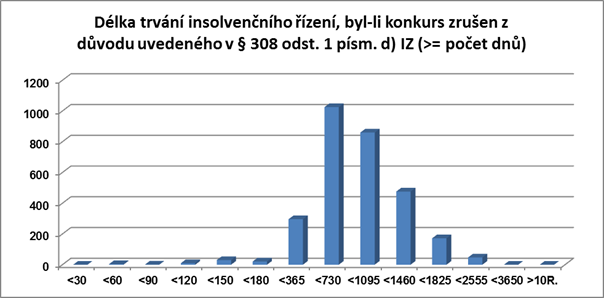 Délka trvání insolvenčního řízení, byl-li konkurs zrušen z
důvodu uvedeného v § 308 odst. 1 písm. d) IZ (>= počet dnů)
1200
1000
800
600
400
200
0
<30 <60 <90 <120 <150 <180 <365 <730 <1095 <1460 <1825 <2555 <3650 >10R.